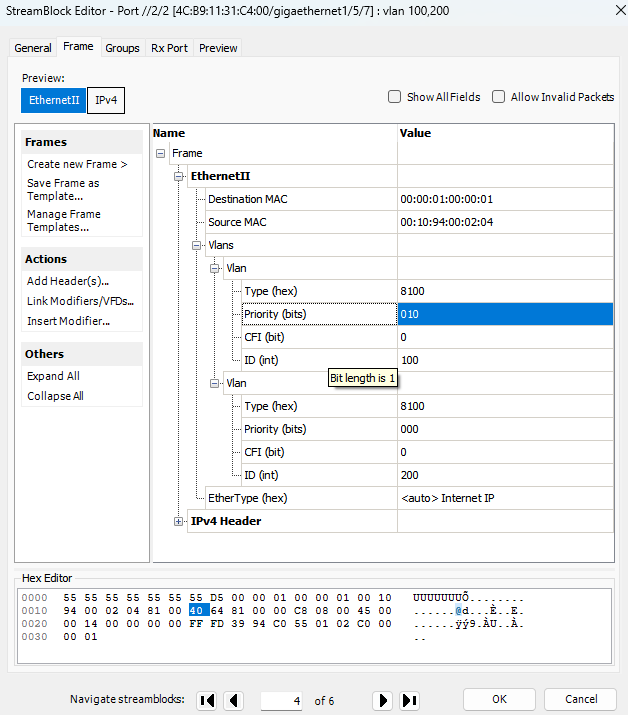 StreamBlock Editor - Port //2/2 [4C:B9:11:31:C4:00/gigaethernet1/5/7] : vlan 100,200
General Frame Groups Rx Port Preview
Preview:
EthernetII IPv4
Show All Fields Allow Invalid Packets
Frames
Create new Frame >
Save Frame as
Template...
Manage Frame
Templates...
Actions
Add Header(s)...
Link Modifiers/VFDs...
Insert Modifier...
Others
Expand All
Collapse All
Name Value
Frame
EthernetII
Destination MAC 00:00:01:00:00:01
Source MAC 00:10:94:00:02:04
Vlans
Vlan
Type (hex) 8100
Priority (bits) 010
CFI (bit) 0
ID (int) 100
Bit length is 1
Vlan
Type (hex) 8100
Priority (bits) 000
CFI (bit) 0
ID (int) 200
EtherType (hex) <auto> Internet IP
IPv4 Header
Hex Editor
0000 55 55 55 55 55 55 55 D5 00 00 01 00 00 01 00 10 UUUUUUUÕ........
0010 94 00 02 04 81 00 40 64 81 00 00 C8 08 00 45 00 ......@d...È..E.
0020 00 14 00 00 00 00 FF FD 39 94 C0 55 01 02 C0 00 ......ÿý9.ÀU..À.
0030 00 01 ..
Navigate streamblocks: 4 of 6 OK Cancel